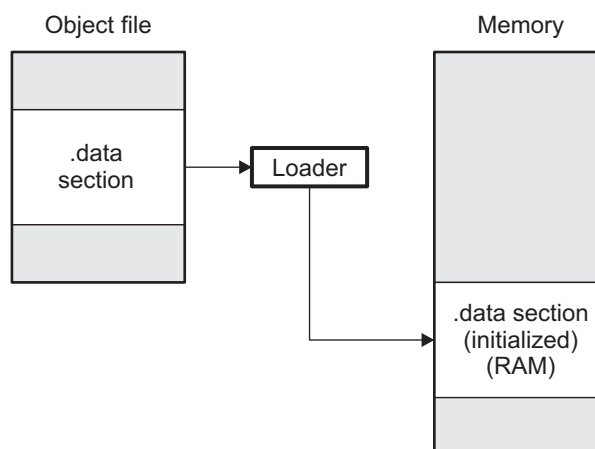 Object file
Memory
.data
section
Loader
.data section
(initialized)
(RAM)